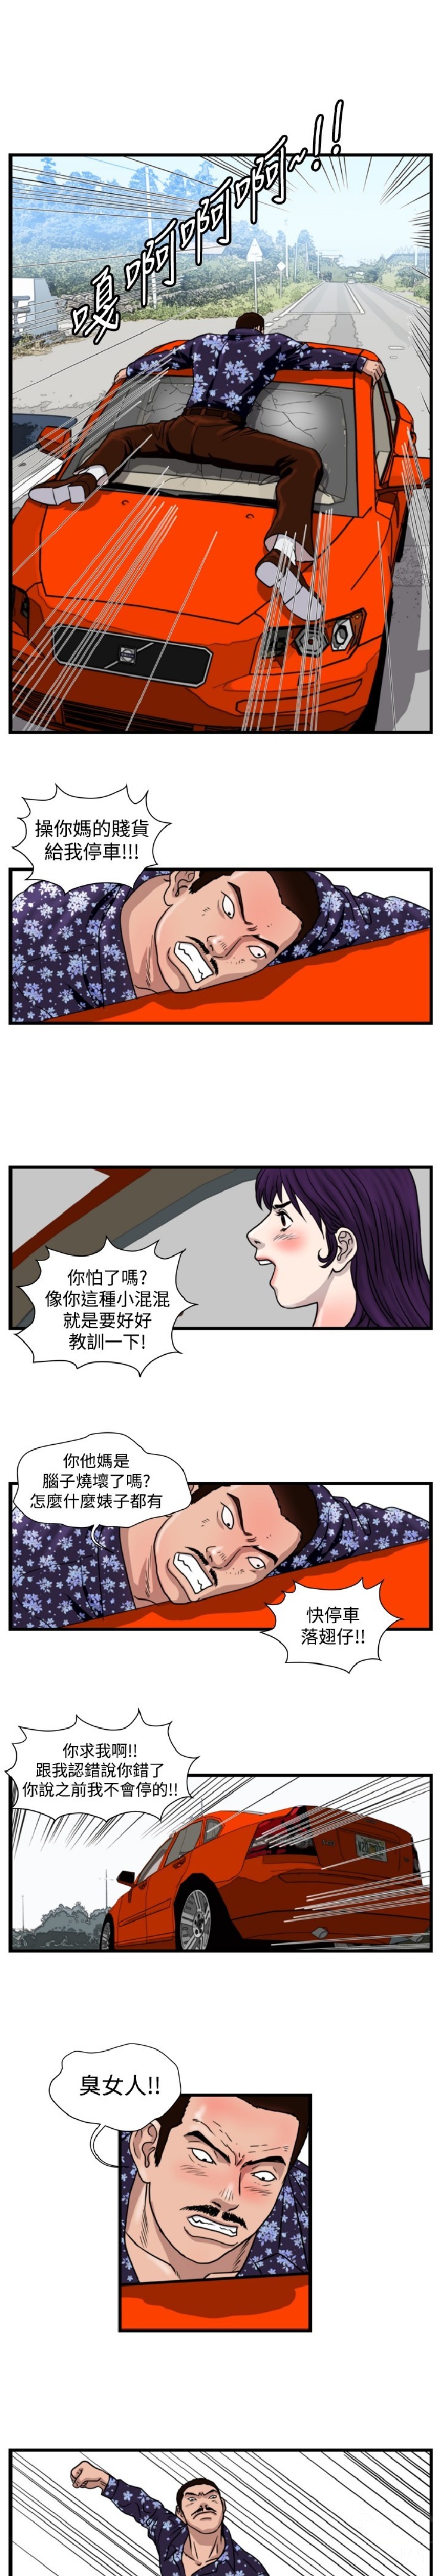 嘎啊啊啊~!!
操你媽的賤貨
給我停車!!!
你怕了嗎?
像你這種小混混
就是要好好
教訓一下!
你他媽是
腦子燒壞了嗎?
怎麼什麼婊子都有
快停車
落翅仔!!
你求我啊!!
跟我認錯說你錯了
你說之前我不會停的!!
臭女人!!